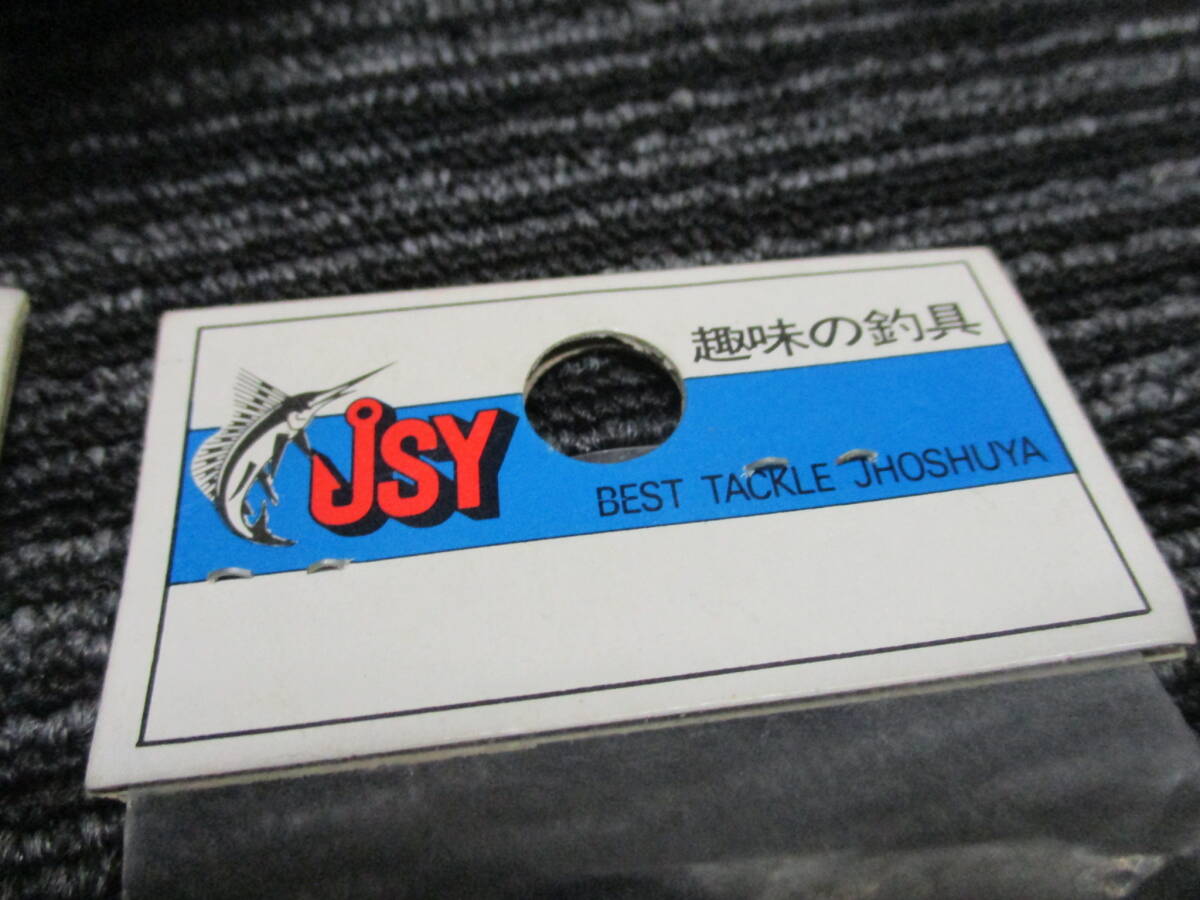 趣味の釣具
JSY
BEST TACKLE JHOSHUYA